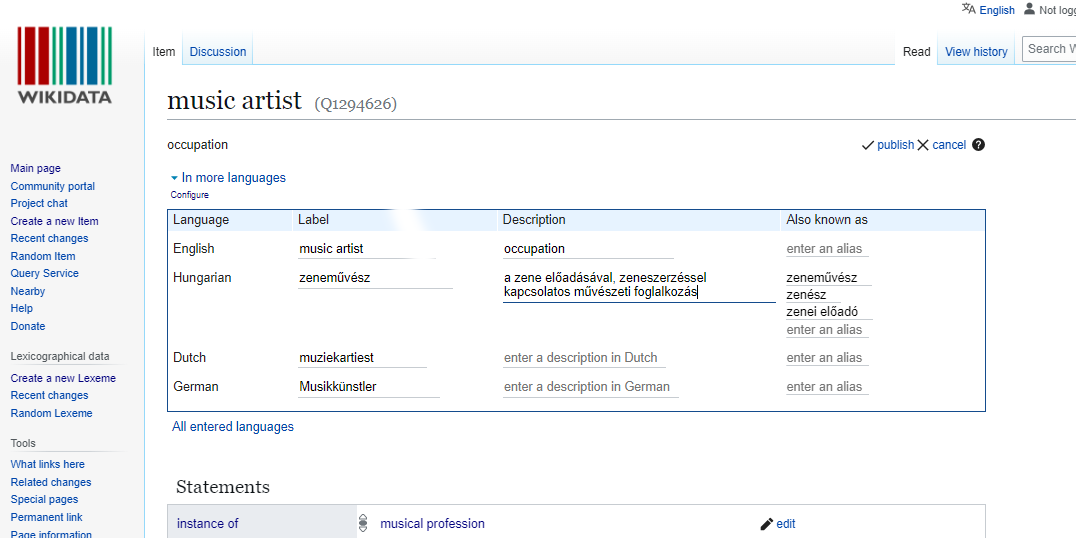 English Not logg
WIKIDATA
Item Discussion Read View history Search W
music artist (Q1294626)
occupation publish cancel ?
In more languages
Configure
Language Label Description Also known as
English music artist occupation enter an alias
Hungarian zeneművész a zene előadásával, zeneszerzéssel kapcsolatos művészeti foglalkozás zeneművész
zenész
zenei előadó
enter an alias
Dutch muziekartiest enter a description in Dutch enter an alias
German Musikkünstler enter a description in German enter an alias
All entered languages
Statements
instance of musical profession edit
Main page
Community portal
Project chat
Create a new Item
Recent changes
Random Item
Query Service
Nearby
Help
Donate
Lexicographical data
Create a new Lexeme
Recent changes
Random Lexeme
Tools
What links here
Related changes
Special pages
Permanent link
Page information